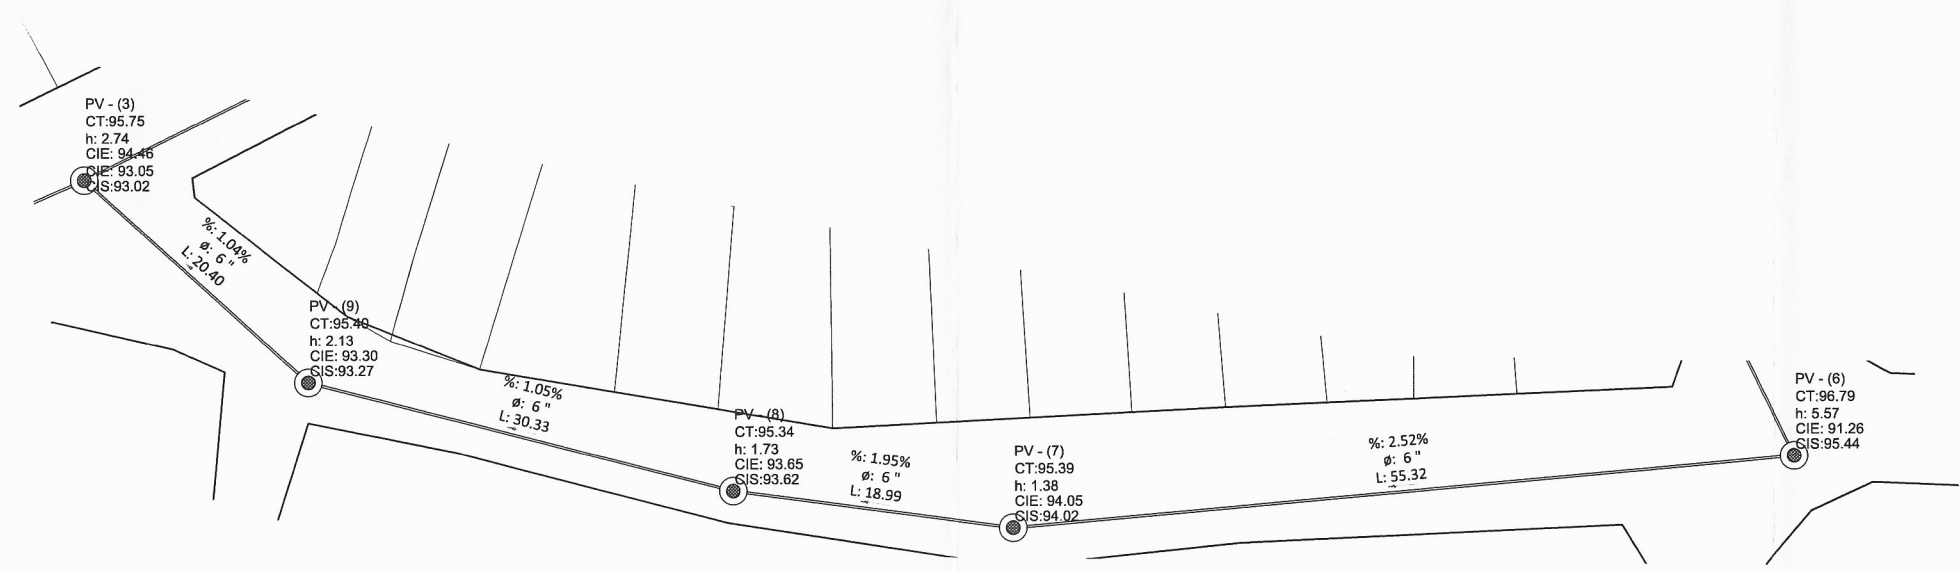 PV - (3)
CT:95.75
h: 2.74
CIE: 94.46
CIE: 93.05
CIS:93.02
%: 1.04%
ø: 6 "
L: 20.40
PV - (9)
CT:95.40
h: 2.13
CIE: 93.30
CIS:93.27
%: 1.05%
ø: 6 "
L: 30.33
PV - (8)
CT:95.34
h: 1.73
CIE: 93.65
CIS:93.62
%: 1.95%
ø: 6 "
L: 18.99
PV - (7)
CT:95.39
h: 1.38
CIE: 94.05
CIS:94.02
%: 2.52%
ø: 6 "
L: 55.32
PV - (6)
CT:96.79
h: 5.57
CIE: 91.26
CIS:95.44